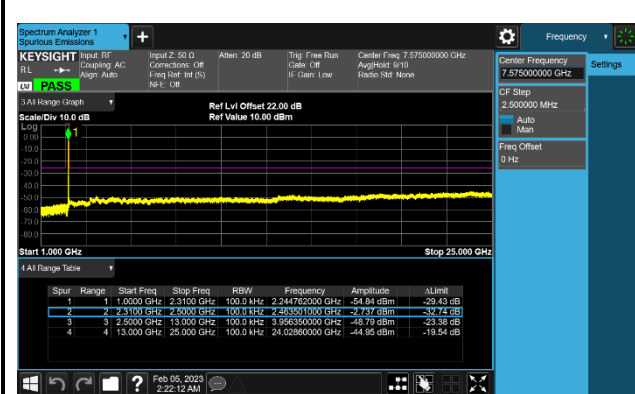 Spectrum Analyzer 1
Spurious Emissions
+
Frequency
KEYSIGHT
RL
LXI
PASS
Input: RF
Coupling: AC
Align: Auto
Input Z: 50 Ω
Corrections: Off
Freq Ref: Int (S)
NFE: Off
Atten: 20 dB
Trig: Free Run
Gate: Off
IF Gain: Low
Center Freq: 7.575000000 GHz
Avg|Hold: 9/10
Radio Std: None
Center Frequency
7.575000000 GHz
Settings
CF Step
2.500000 MHz
Auto
Man
Freq Offset
0 Hz
3 All Range Graph
Scale/Div 10.0 dB
Ref Lvl Offset 22.00 dB
Ref Value 10.00 dBm
Log
0.00
-10.0
-20.0
-30.0
-40.0
-50.0
-60.0
-70.0
-80.0
1
Start 1.000 GHz
Stop 25.000 GHz
4 All Range Table
Spur Range Start Freq Stop Freq RBW Frequency Amplitude ΔLimit
1 1 1.0000 GHz 2.3100 GHz 100.0 kHz 2.244762000 GHz -54.84 dBm -29.43 dB
2 2 2.3100 GHz 2.5000 GHz 100.0 kHz 2.463501000 GHz -2.737 dBm -32.74 dB
3 3 2.5000 GHz 13.000 GHz 100.0 kHz 3.956350000 GHz -48.79 dBm -23.38 dB
4 4 13.000 GHz 25.000 GHz 100.0 kHz 24.02860000 GHz -44.95 dBm -19.54 dB
?
Feb 05, 2023
2:22:12 AM